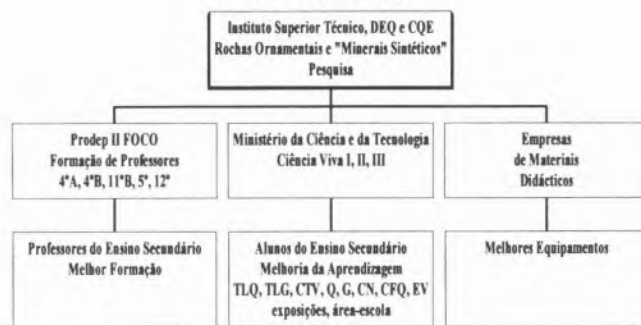 Instituto Superior Técnico, DEQ e CQE
Rochas Ornamentais e "Minerais Sintéticos"
Pesquisa
Prodep II FOCO
Formação de Professores
4ºA, 4ºB, 11ºB, 5º, 12º
Ministério da Ciência e da Tecnologia
Ciência Viva I, II, III
Empresas
de Materiais
Didácticos
Professores do Ensino Secundário
Melhor Formação
Alunos do Ensino Secundário
Melhoria da Aprendizagem
TLQ, TLG, CTV, Q, G, CN, CFQ, EV
exposições, área-escola
Melhores Equipamentos